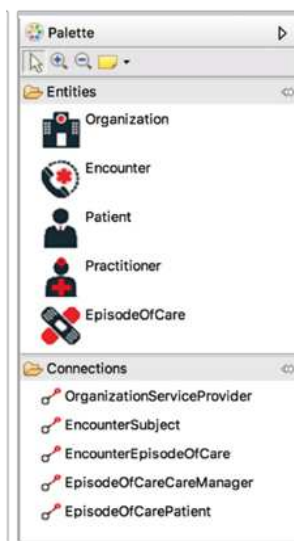 Palette
Entities
Organization
Encounter
Patient
Practitioner
EpisodeOfCare
Connections
OrganizationServiceProvider
EncounterSubject
EncounterEpisodeOfCare
EpisodeOfCareCareManager
EpisodeOfCarePatient